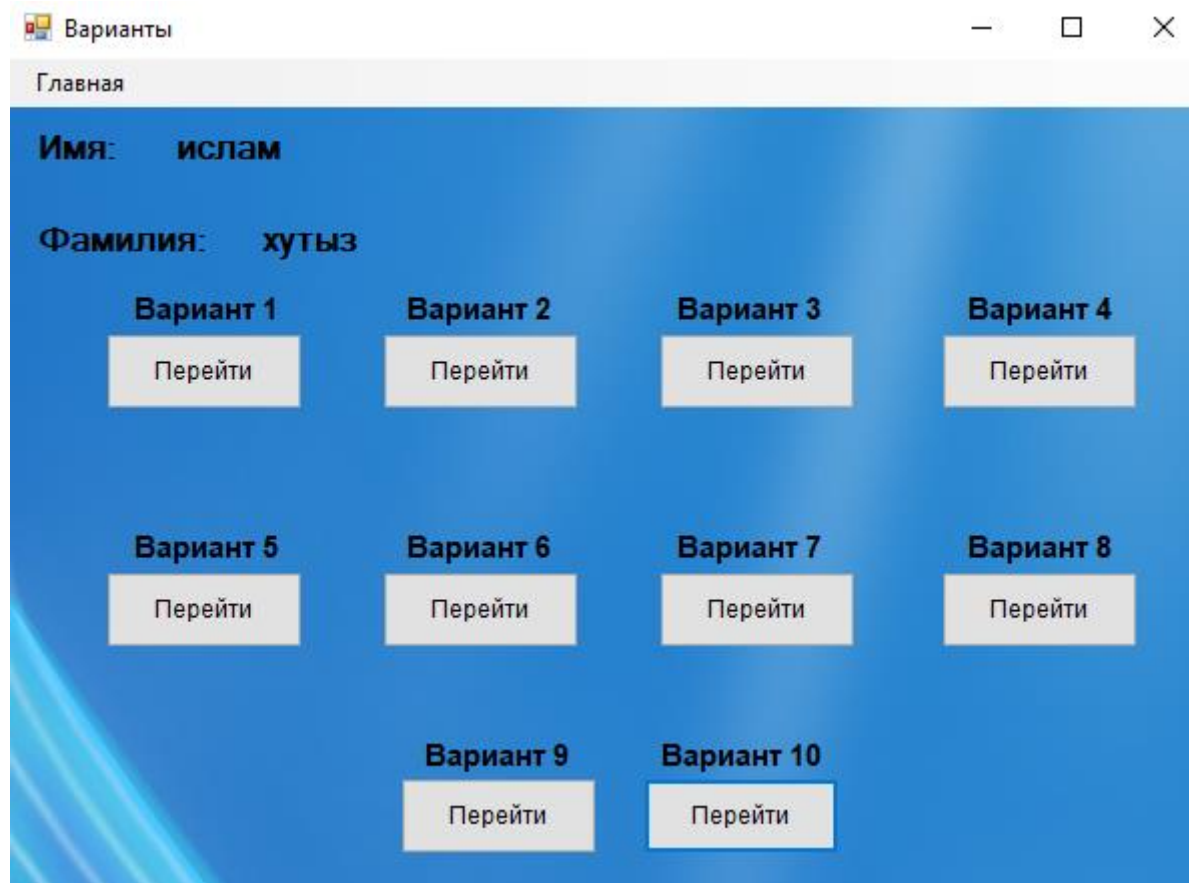 Варианты
Главная
Имя: ислам
Фамилия: хутыз
Вариант 1 Вариант 2 Вариант 3 Вариант 4
Перейти Перейти Перейти Перейти
Вариант 5 Вариант 6 Вариант 7 Вариант 8
Перейти Перейти Перейти Перейти
Вариант 9 Вариант 10
Перейти Перейти